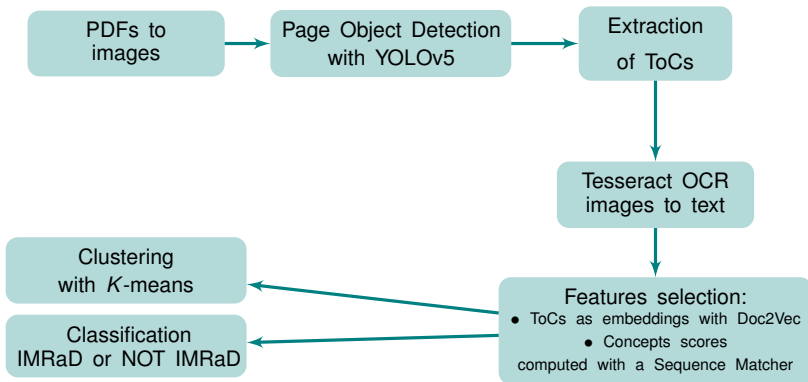 PDFs to
images
Page Object Detection
with YOLOv5
Extraction
of ToCs
Tesseract OCR
images to text
Features selection:
• ToCs as embeddings with Doc2Vec
• Concepts scores
computed with a Sequence Matcher
Clustering
with K-means
Classification
IMRaD or NOT IMRaD